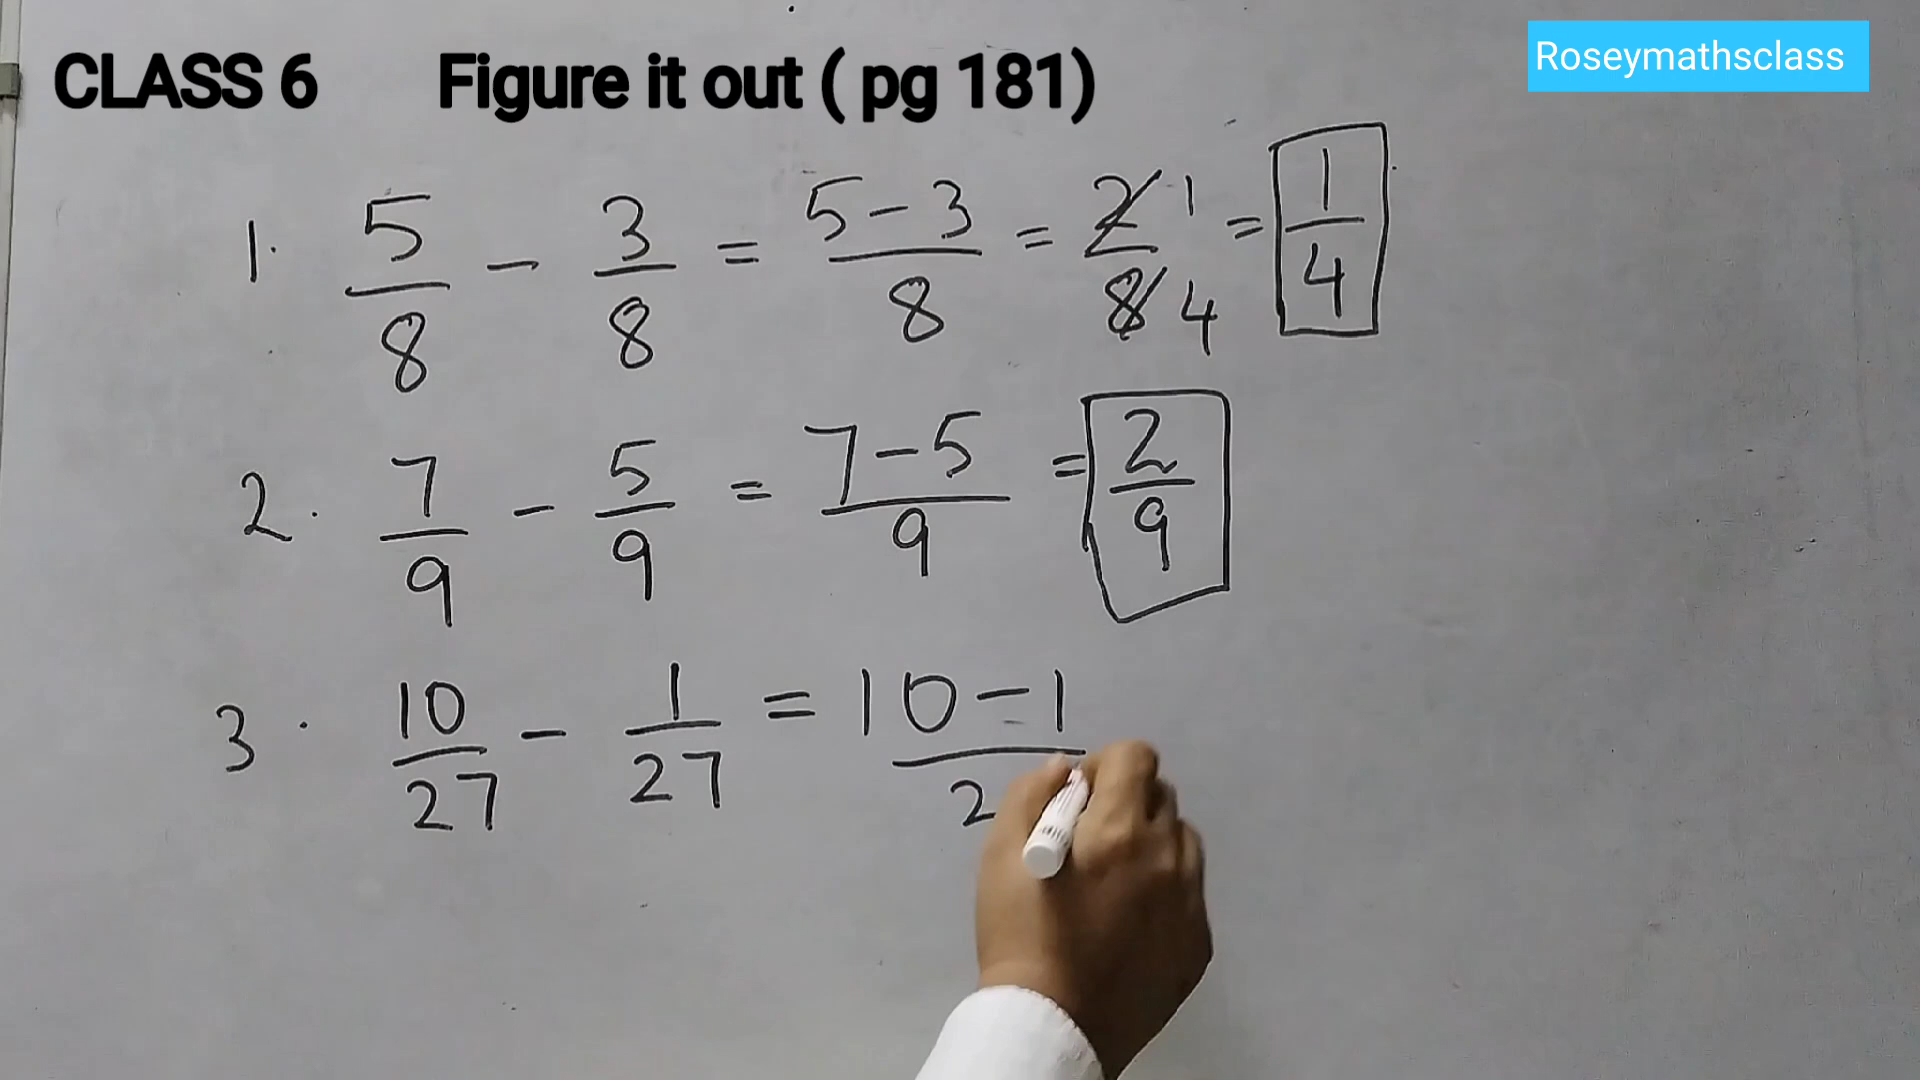 CLASS 6 Figure it out ( pg 181)
Roseymathsclass
1. 5/8 - 3/8 = (5-3)/8 = 2/8 1/4 = 1/4
2. 7/9 - 5/9 = (7-5)/9 = 2/9
3. 10/27 - 1/27 = (10-1)/2